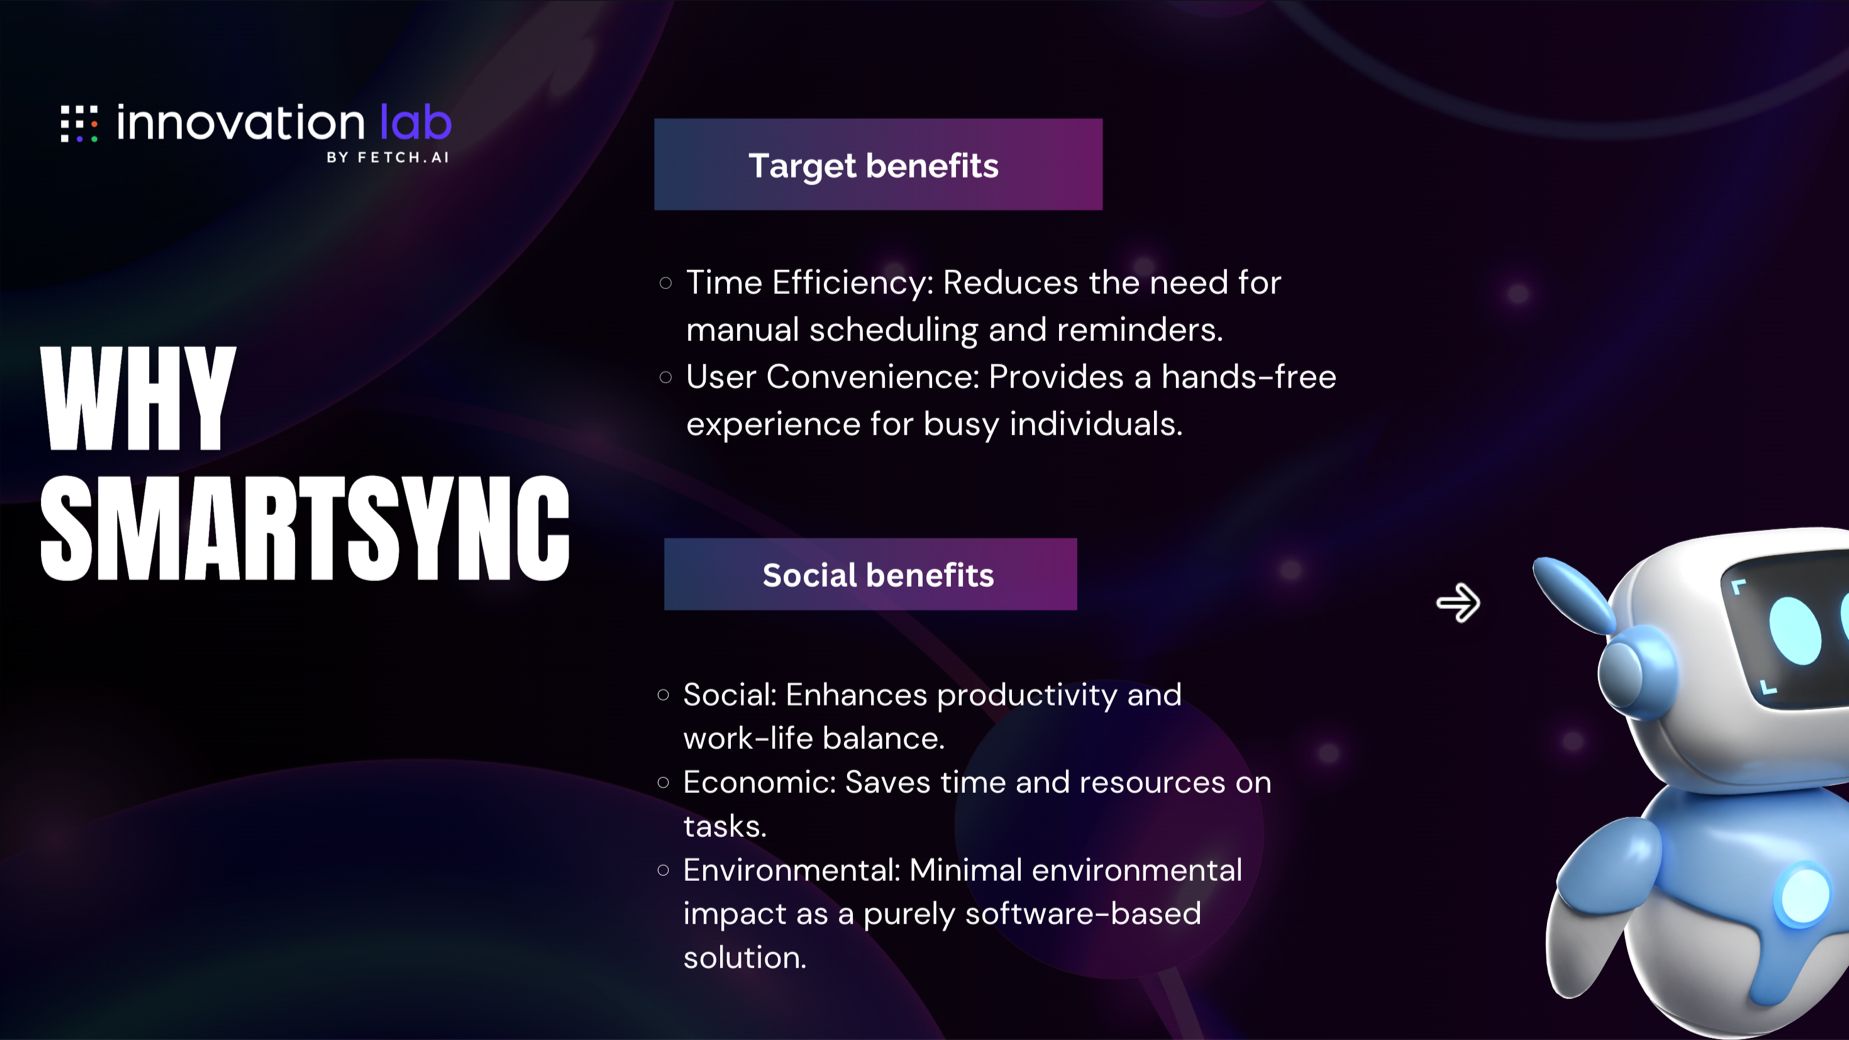 innovation lab
BY FETCH.AI
WHY
SMARTSYNC
Target benefits
Time Efficiency: Reduces the need for
manual scheduling and reminders.
User Convenience: Provides a hands-free
experience for busy individuals.
Social benefits
Social: Enhances productivity and
work-life balance.
Economic: Saves time and resources on
tasks.
Environmental: Minimal environmental
impact as a purely software-based
solution.